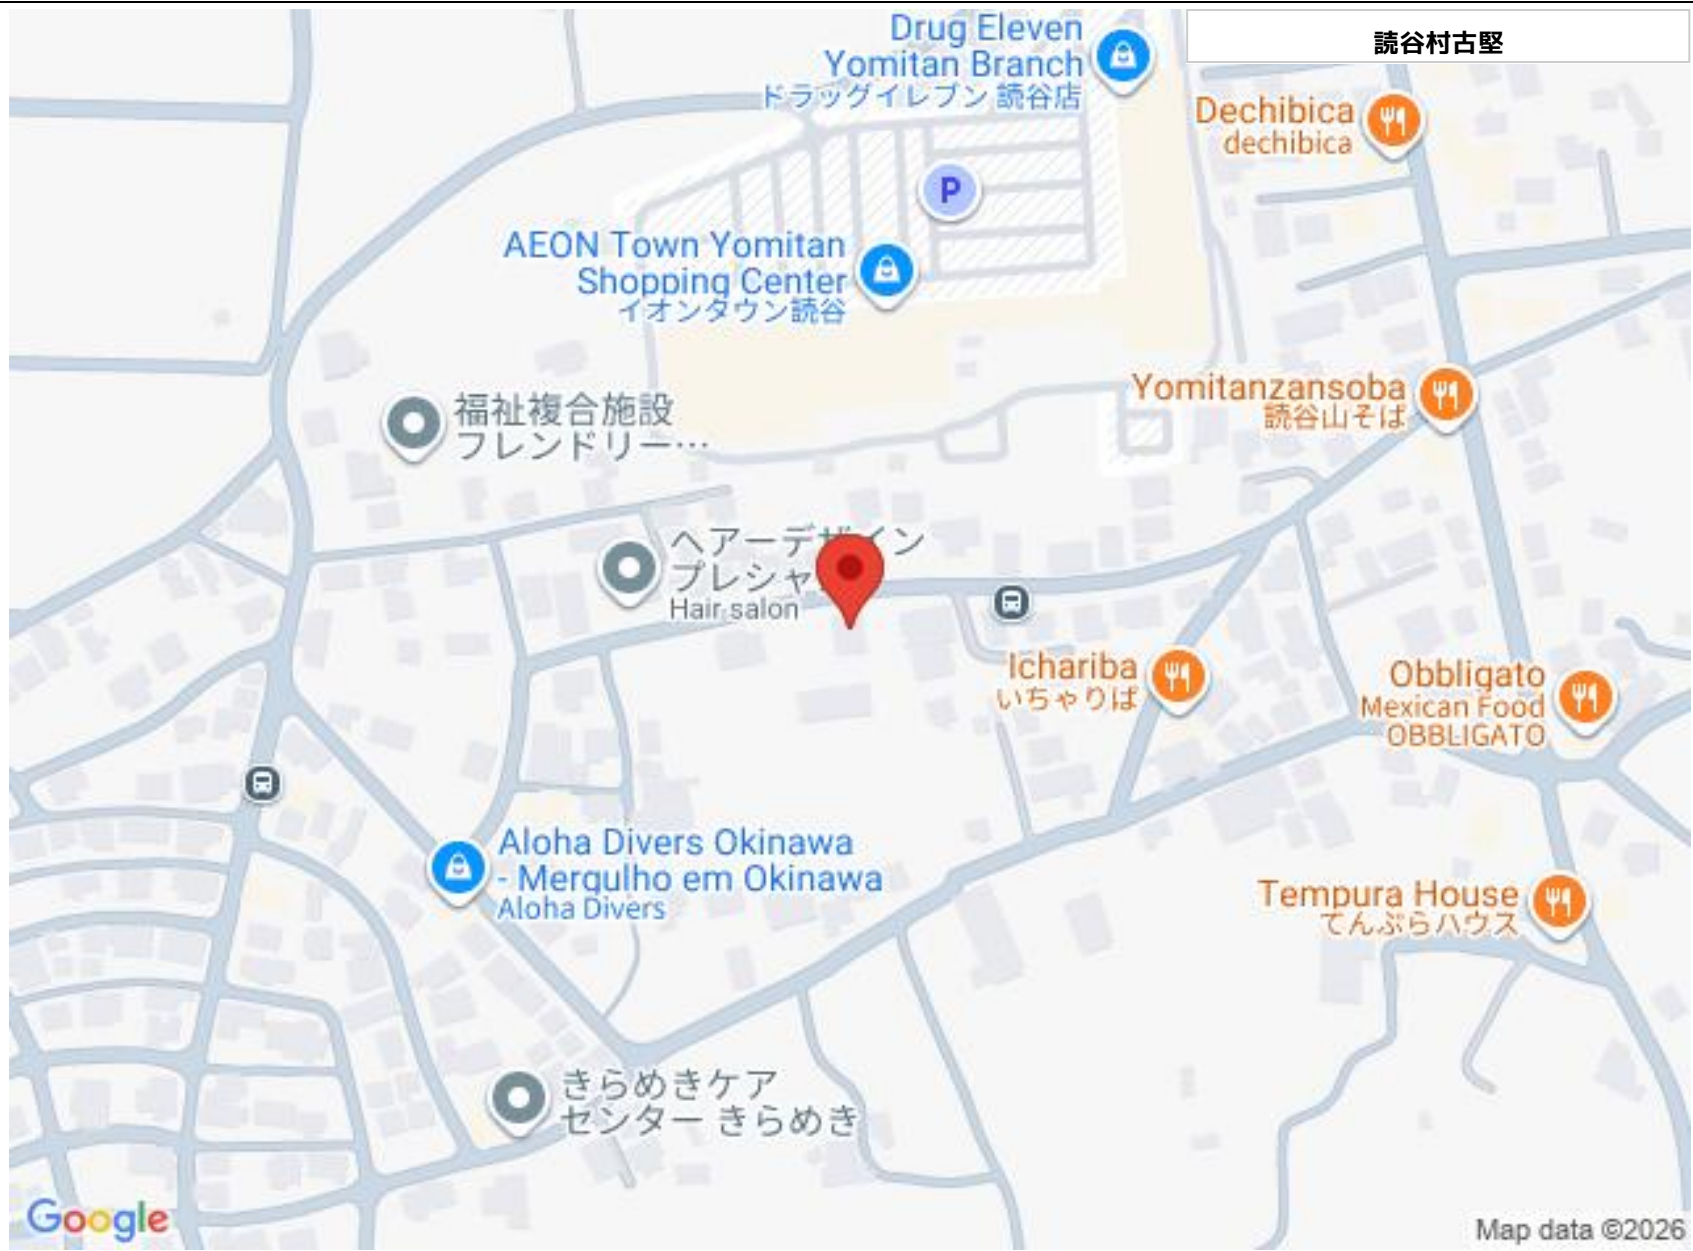 読谷村古堅
Drug Eleven
Yomitan Branch
ドラッグイレブン 読谷店
Dechibica
dechibica
P
AEON Town Yomitan
Shopping Center
イオンタウン読谷
Yomitanzansoba
読谷山そば
福祉複合施設
フレンドリー…
ヘアーデザイン
プレシャ
Hair salon
Ichariba
いちゃりば
Obbligato
Mexican Food
OBBLIGATO
Aloha Divers Okinawa
- Mergulho em Okinawa
Aloha Divers
Tempura House
てんぷらハウス
きらめきケア
センター きらめき
Google
Map data ©2026